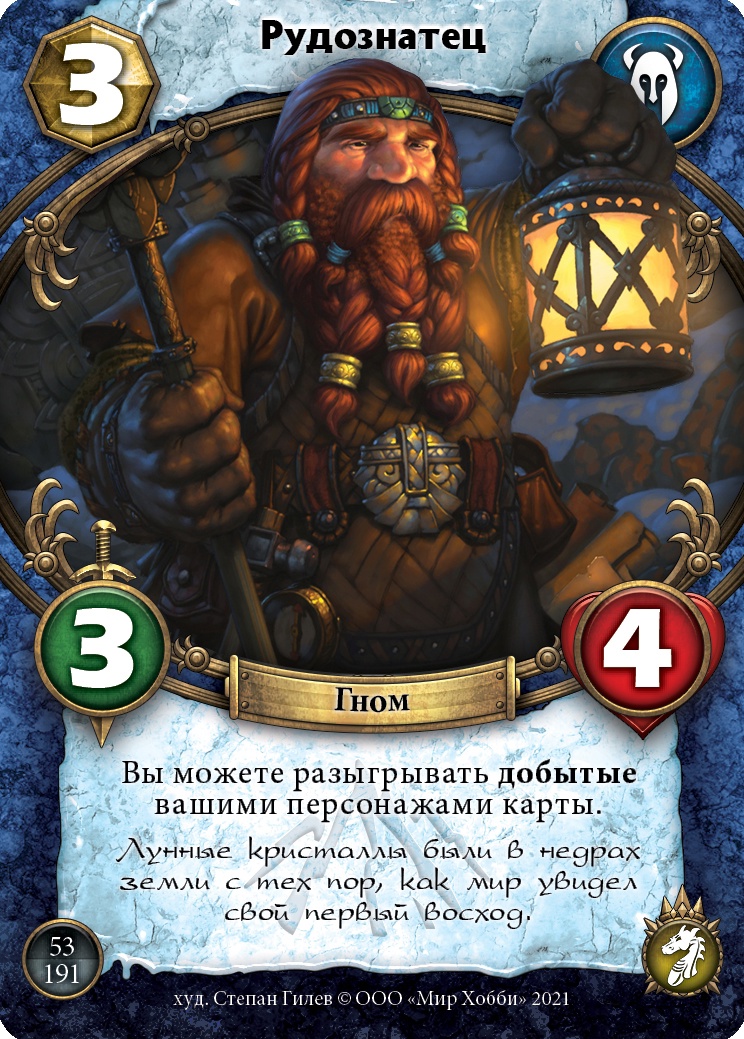 Рудознатец
3
3
4
Гном
Вы можете разыгрывать добытые
вашими персонажами карты.
Лунные кристаллы были в недрах
земли с тех пор, как мир увидел
свой первый восход.
53
191
худ. Степан Гилев © ООО «Мир Хобби» 2021